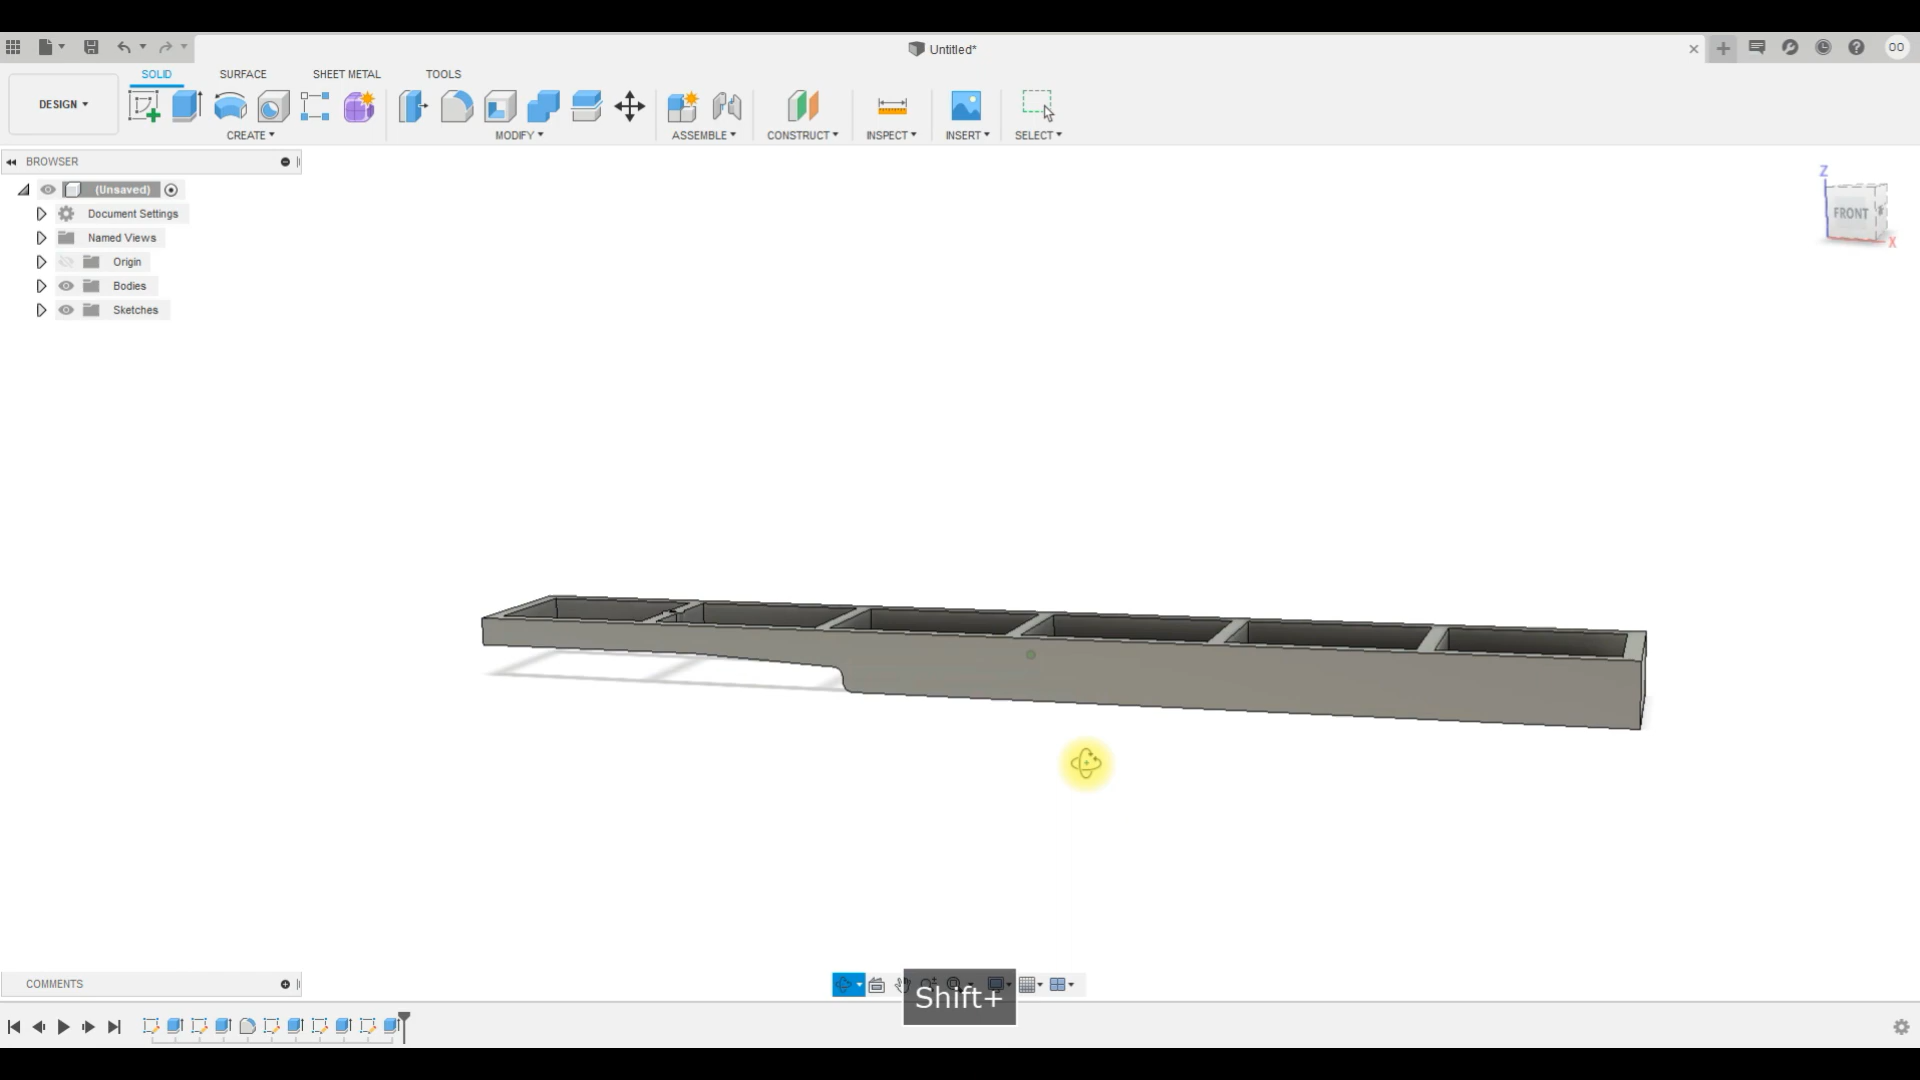 Untitled*
OO
DESIGN
SOLID
SURFACE
SHEET METAL
TOOLS
CREATE
MODIFY
ASSEMBLE
CONSTRUCT
INSPECT
INSERT
SELECT
BROWSER
(Unsaved)
Document Settings
Named Views
Origin
Bodies
Sketches
Z
FRONT
X
COMMENTS
Shift+